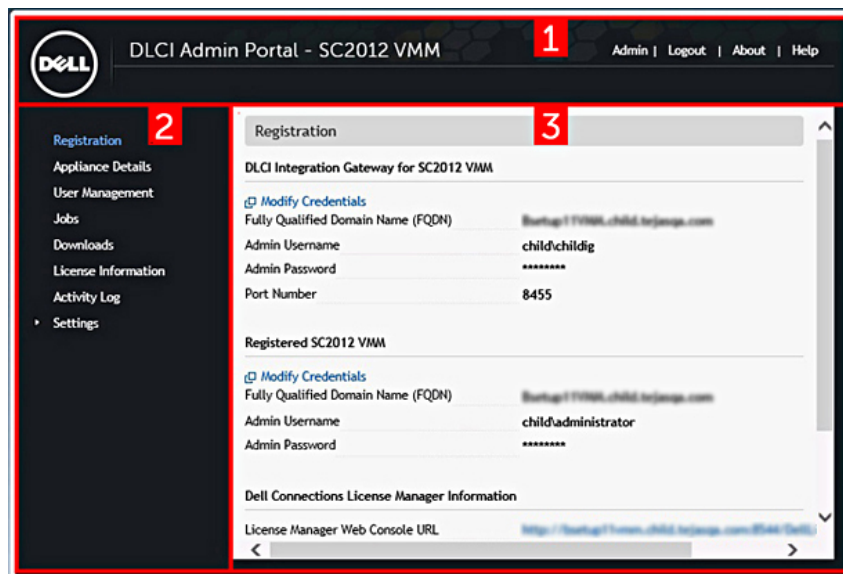 DELL
DLCI Admin Portal - SC2012 VMM
1
Admin | Logout | About | Help
2
Registration
Appliance Details
User Management
Jobs
Downloads
License Information
Activity Log
Settings
3
Registration
DLCI Integration Gateway for SC2012 VMM
Modify Credentials
Fully Qualified Domain Name (FQDN)
Admin Username child\childig
Admin Password ********
Port Number 8455
Registered SC2012 VMM
Modify Credentials
Fully Qualified Domain Name (FQDN)
Admin Username child\administrator
Admin Password ********
Dell Connections License Manager Information
License Manager Web Console URL